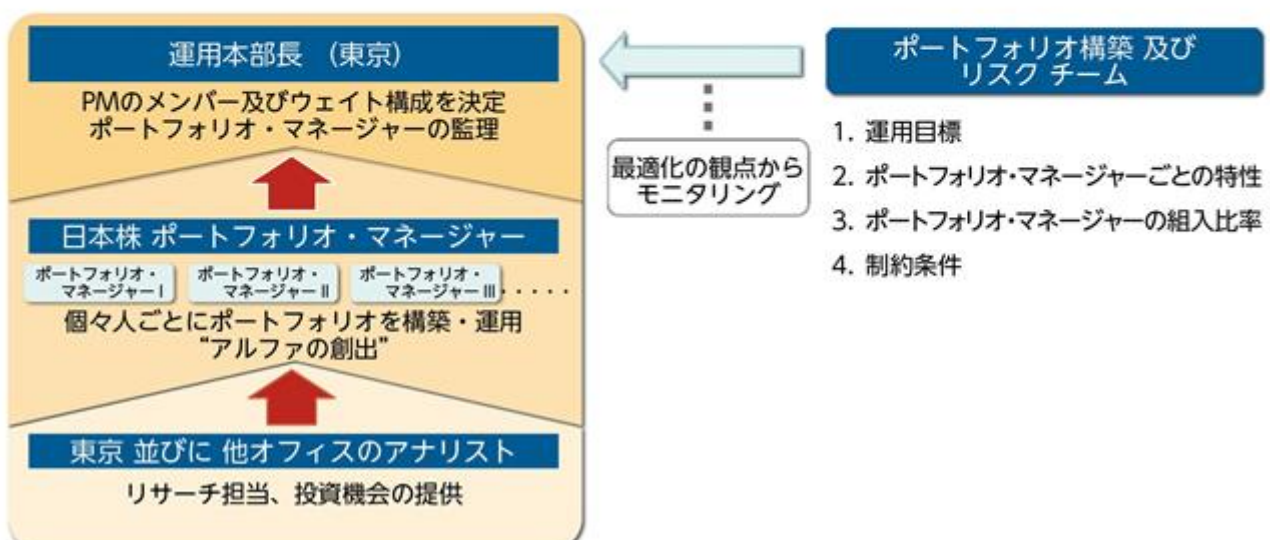 運用本部長 (東京)
PMのメンバー及びウェイト構成を決定
ポートフォリオ・マネージャーの監理
日本株 ポートフォリオ・マネージャー
ポートフォリオ・
マネージャーⅠ
ポートフォリオ・
マネージャーⅡ
ポートフォリオ・
マネージャーⅢ・・・・・
個々人ごとにポートフォリオを構築・運用
“アルファの創出”
東京 並びに 他オフィスのアナリスト
リサーチ担当、投資機会の提供
最適化の観点から
モニタリング
ポートフォリオ構築 及び
リスク チーム
1. 運用目標
2. ポートフォリオ・マネージャーごとの特性
3. ポートフォリオ・マネージャーの組入比率
4. 制約条件